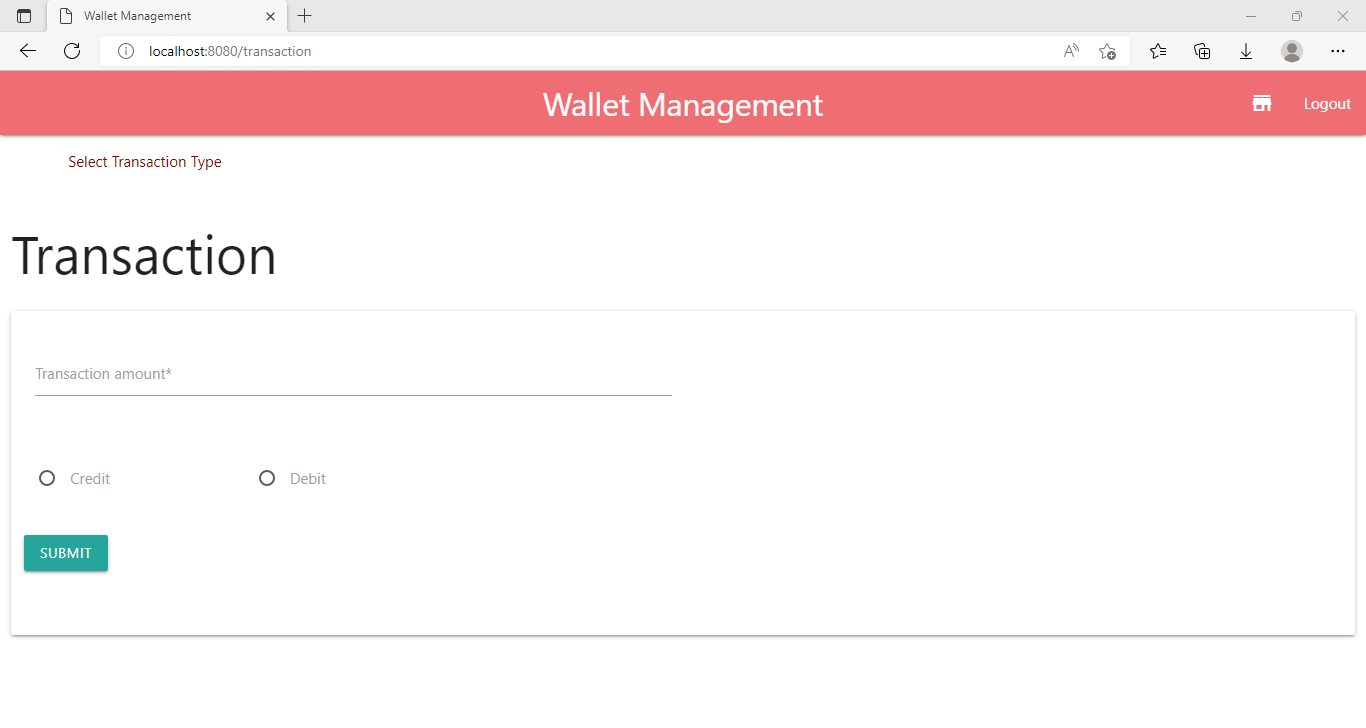 Wallet Management
localhost:8080/transaction
Wallet Management
Logout
Select Transaction Type
Transaction
Transaction amount*
Credit
Debit
SUBMIT